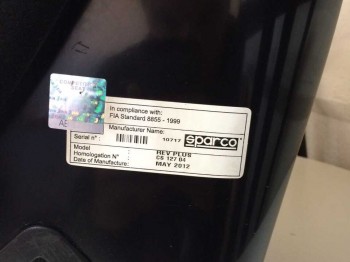 In compliance with:
FIA Standard 8855 - 1999
Manufacturer Name:
Serial n°: 10717 sparco
Model: REV PLUS
Homologation N° CS 127 04
Date of Manufacture: MAY 2012